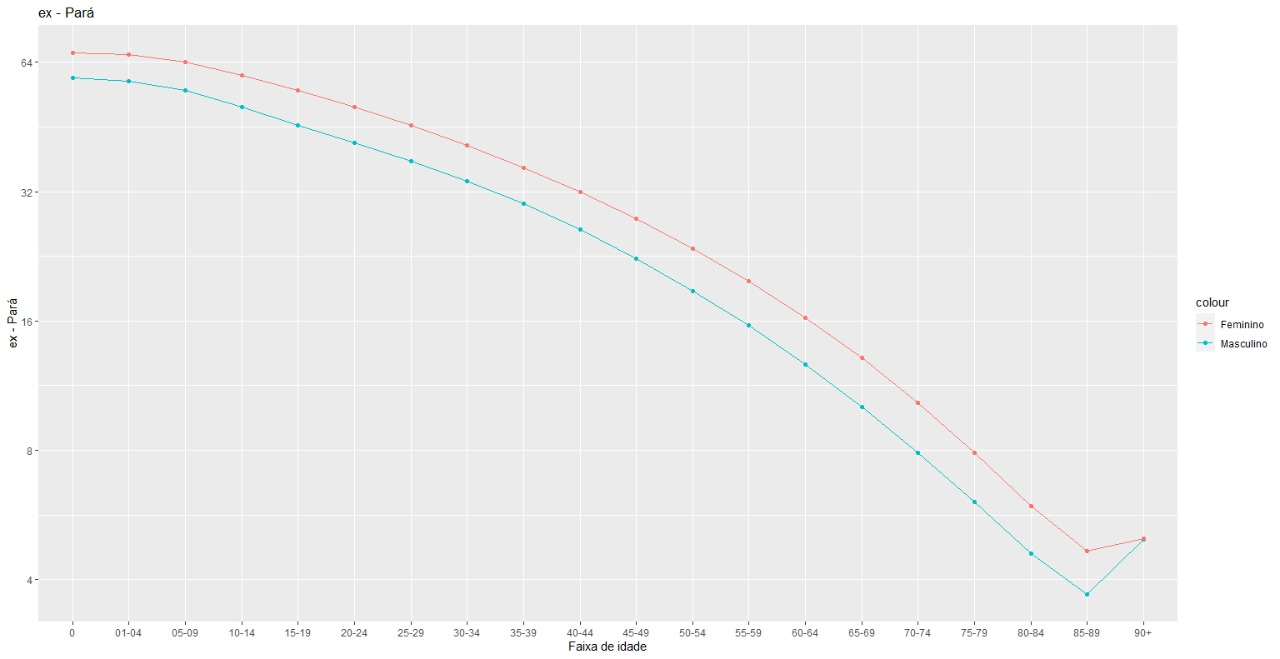 ex - Pará
ex - Pará
64
32
16
8
4
0 01-04 05-09 10-14 15-19 20-24 25-29 30-34 35-39 40-44 45-49 50-54 55-59 60-64 65-69 70-74 75-79 80-84 85-89 90+
Faixa de idade
colour
Feminino
Masculino